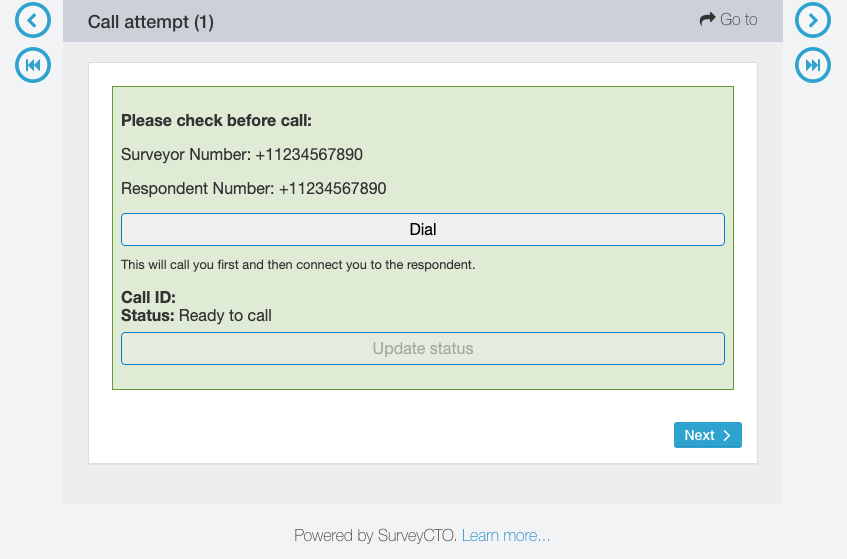 Call attempt (1)
Go to
Please check before call:
Surveyor Number: +11234567890
Respondent Number: +11234567890
Dial
This will call you first and then connect you to the respondent.
Call ID:
Status: Ready to call
Update status
Next
Powered by SurveyCTO. Learn more...